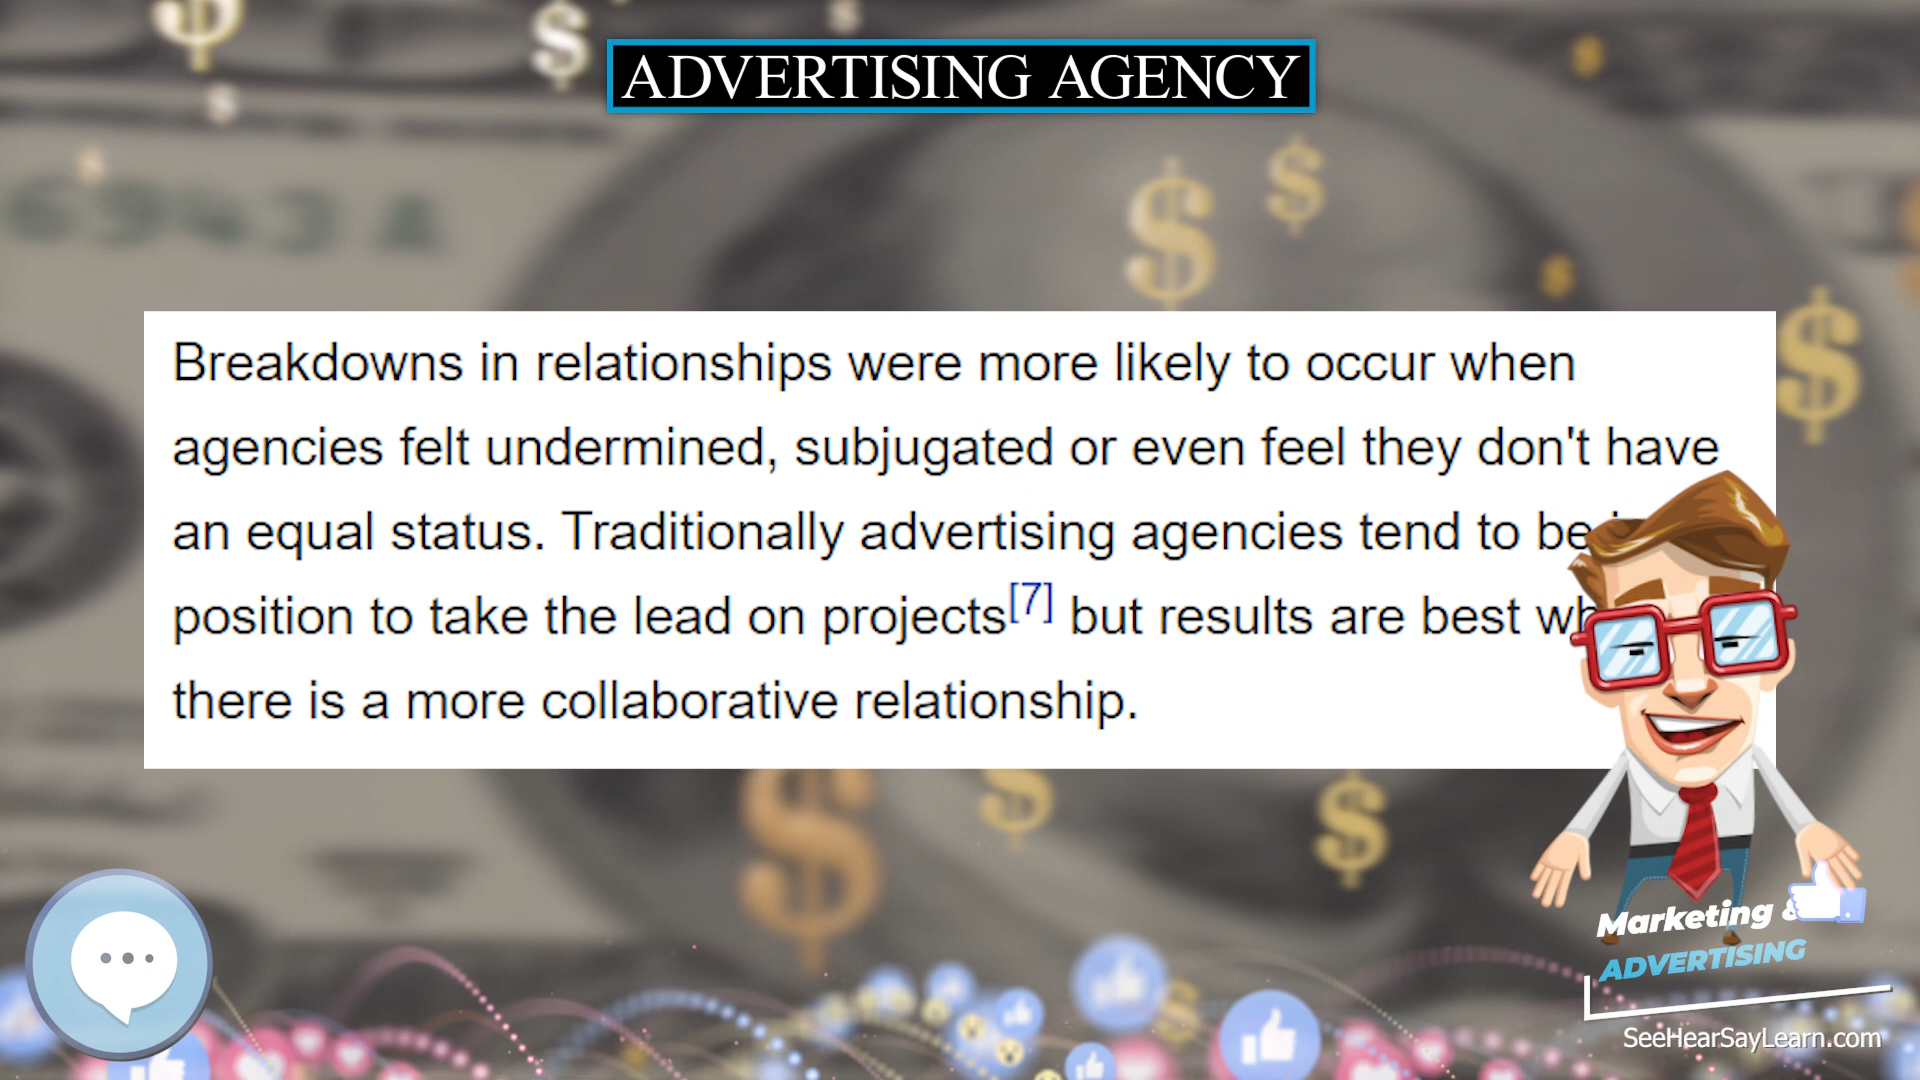 ADVERTISING AGENCY
6943 A
Breakdowns in relationships were more likely to occur when
agencies felt undermined, subjugated or even feel they don't have
an equal status. Traditionally advertising agencies tend to be
position to take the lead on projects[7] but results are best
there is a more collaborative relationship.
Marketing &
ADVERTISING
SeeHearSayLearn.com